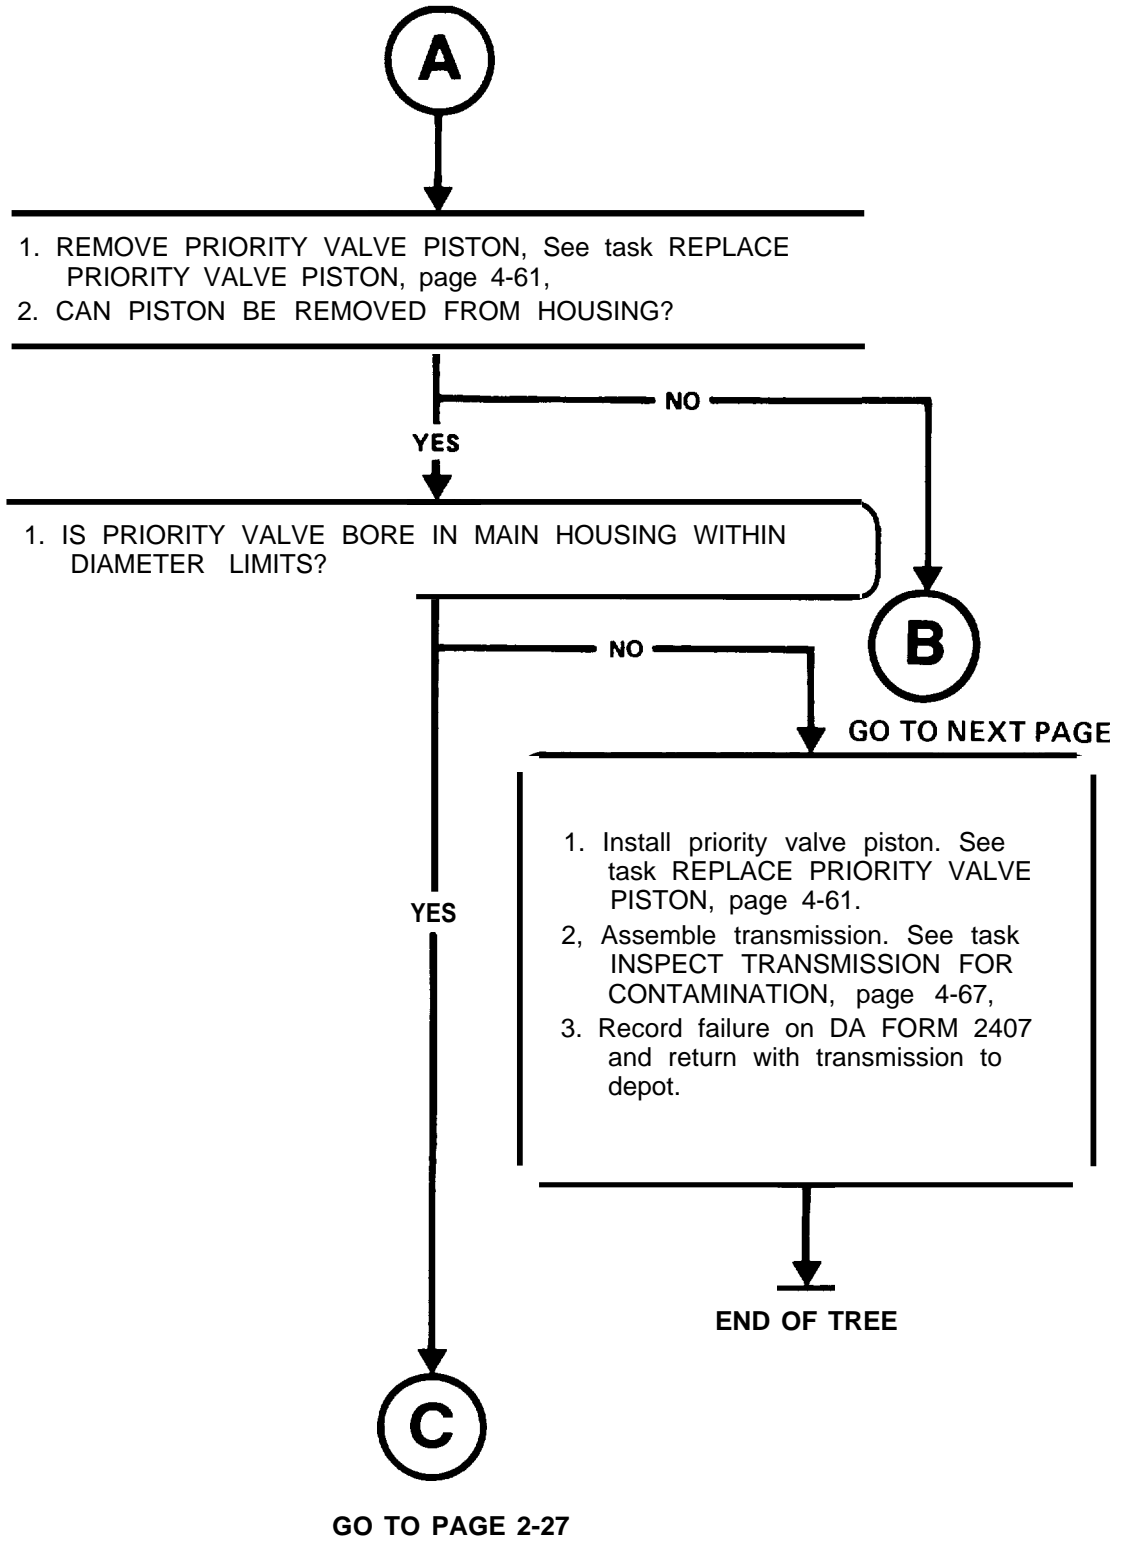 A
1. REMOVE PRIORITY VALVE PISTON, See task REPLACE
PRIORITY VALVE PISTON, page 4-61,
2. CAN PISTON BE REMOVED FROM HOUSING?
NO
YES
1. IS PRIORITY VALVE BORE IN MAIN HOUSING WITHIN
DIAMETER LIMITS?
NO
B
GO TO NEXT PAGE
1. Install priority valve piston. See
task REPLACE PRIORITY VALVE
PISTON, page 4-61.
2, Assemble transmission. See task
INSPECT TRANSMISSION FOR
CONTAMINATION, page 4-67,
3. Record failure on DA FORM 2407
and return with transmission to
depot.
YES
END OF TREE
C
GO TO PAGE 2-27